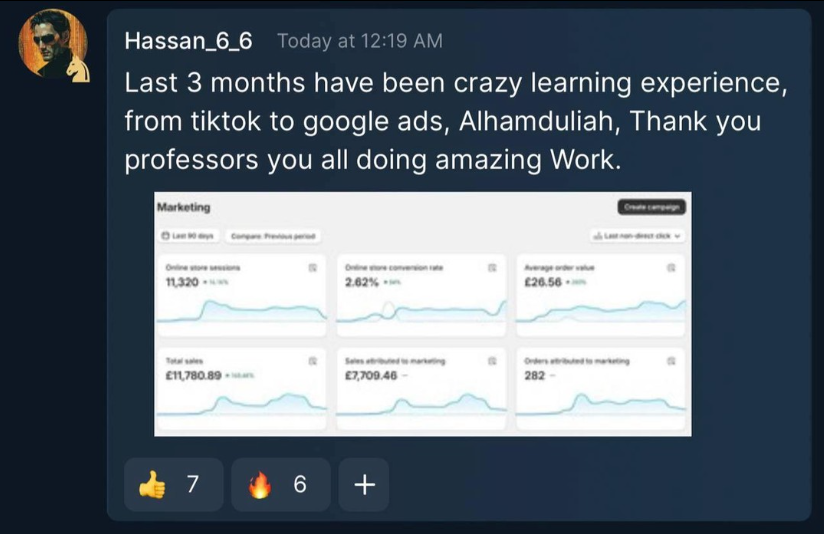 Hassan_6_6 Today at 12:19 AM
Last 3 months have been crazy learning experience,
from tiktok to google ads, Alhamduliah, Thank you
professors you all doing amazing Work.
Marketing
Create campaign
Last 90 days
Compare: Previous period
Last non-direct click
Online store sessions
11,320
Online store conversion rate
2.62%
Average order value
£26.56
Total sales
£11,780.89
Sales attributed to marketing
£7,709.46 –
Orders attributed to marketing
282 –
👍 7
🔥 6
+